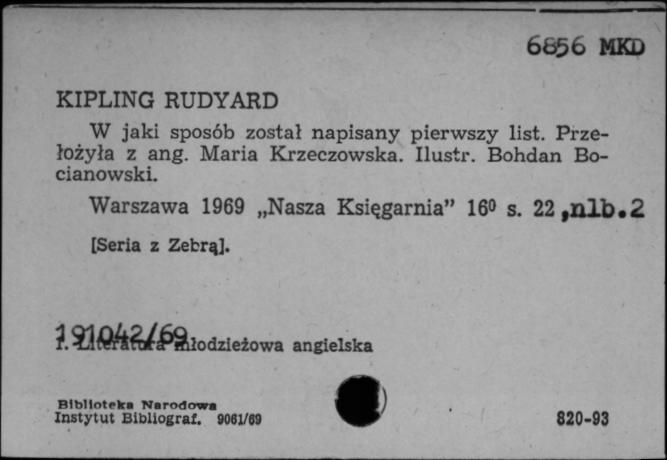 6856 MKD
KIPLING RUDYARD
W jaki sposób został napisany pierwszy list. Prze-
łożyła z ang. Maria Krzeczowska. Ilustr. Bohdan Bo-
cianowski.
Warszawa 1969 „Nasza Księgarnia” 16⁰ s. 22,nlb.2
[Seria z Zebrą].
191042/69
1. Literatura młodzieżowa angielska
Biblioteka Narodowa
Instytut Bibliograf. 9061/69
820-93